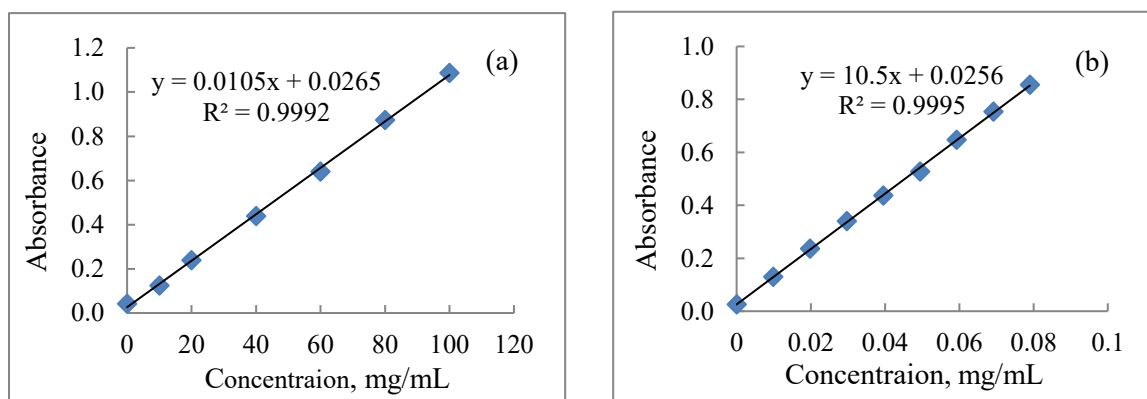 (a)
y = 0.0105x + 0.0265
R² = 0.9992
Absorbance
1.2
1.0
0.8
0.6
0.4
0.2
0.0
0 20 40 60 80 100 120
Concentraion, mg/mL
(b)
y = 10.5x + 0.0256
R² = 0.9995
Absorbance
1.0
0.8
0.6
0.4
0.2
0.0
0 0.02 0.04 0.06 0.08 0.1
Concentraion, mg/mL